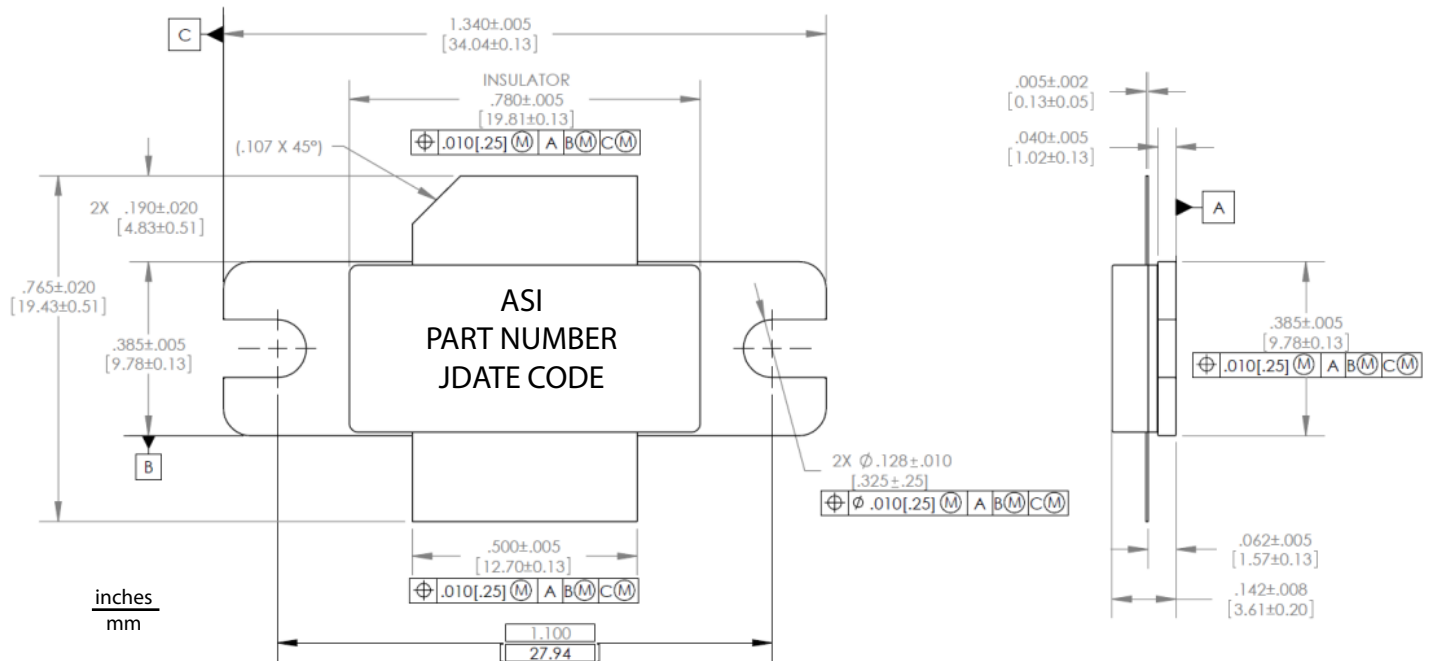 C
1.340±.005
[34.04±0.13]
INSULATOR
.780±.005
[19.81±0.13]
⌖ .010[.25] Ⓜ A BⓂ CⓂ
(.107 X 45°)
2X .190±.020
[4.83±0.51]
.765±.020
[19.43±0.51]
.385±.005
[9.78±0.13]
B
ASI
PART NUMBER
JDATE CODE
2X Ø.128±.010
[.325±.25]
⌖ Ø .010[.25] Ⓜ A BⓂ CⓂ
.500±.005
[12.70±0.13]
⌖ .010[.25] Ⓜ A BⓂ CⓂ
1.100
27.94
inches
mm
.005±.002
[0.13±0.05]
.040±.005
[1.02±0.13]
A
.385±.005
[9.78±0.13]
⌖ .010[.25] Ⓜ A BⓂ CⓂ
.062±.005
[1.57±0.13]
.142±.008
[3.61±0.20]